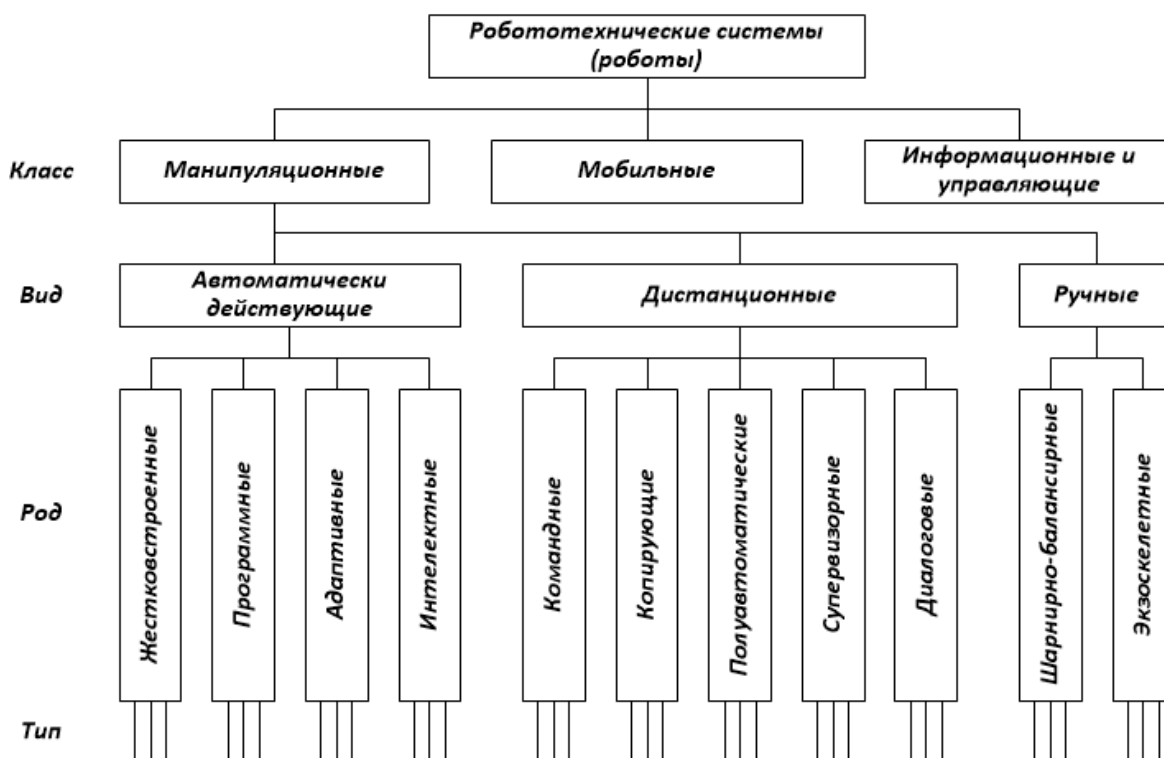 Робототехнические системы
(роботы)
Класс
Манипуляционные
Мобильные
Информационные и
управляющие
Вид
Автоматически
действующие
Дистанционные
Ручные
Род
Жестковстроенные
Программные
Адаптивные
Интелектные
Командные
Копирующие
Полуавтоматические
Супервизорные
Диалоговые
Шарнирно-балансирные
Экзоскелетные
Тип